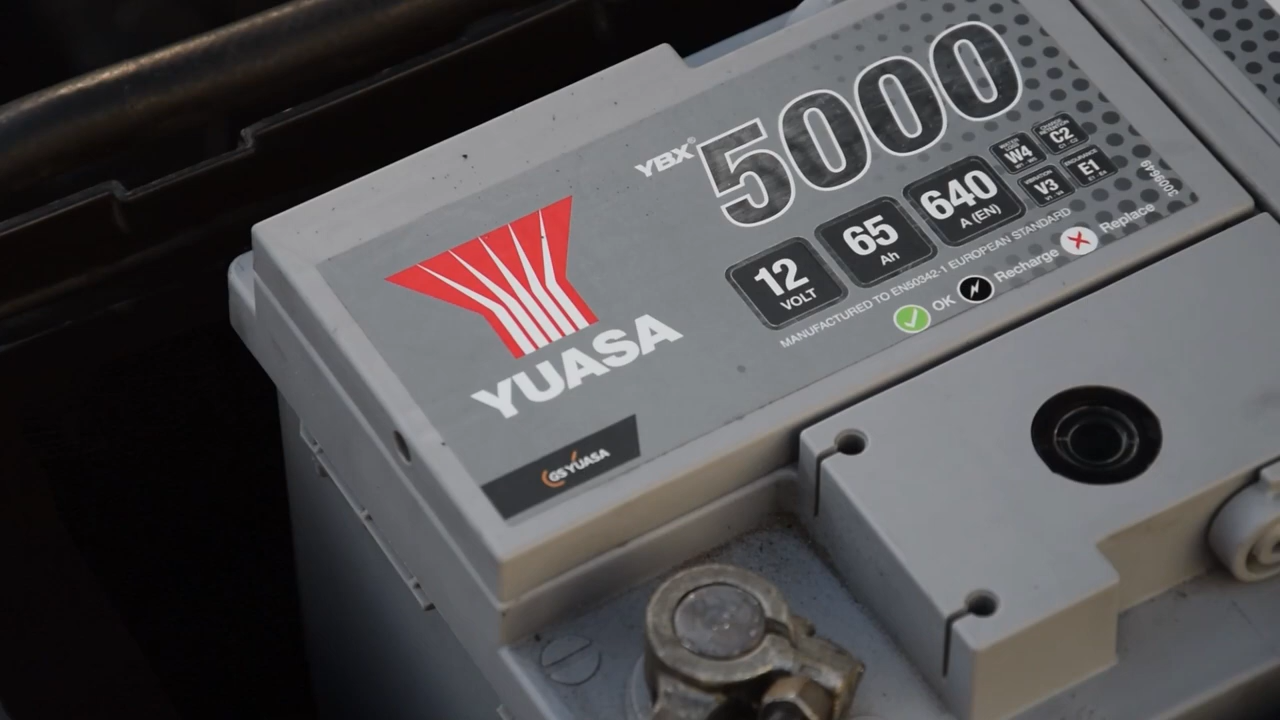 YBX® 5000
12 VOLT
65 Ah
640 A (EN)
W4
C2
V3
E1
MANUFACTURED TO EN50342-1 EUROPEAN STANDARD
OK Recharge Replace
YUASA
GS YUASA